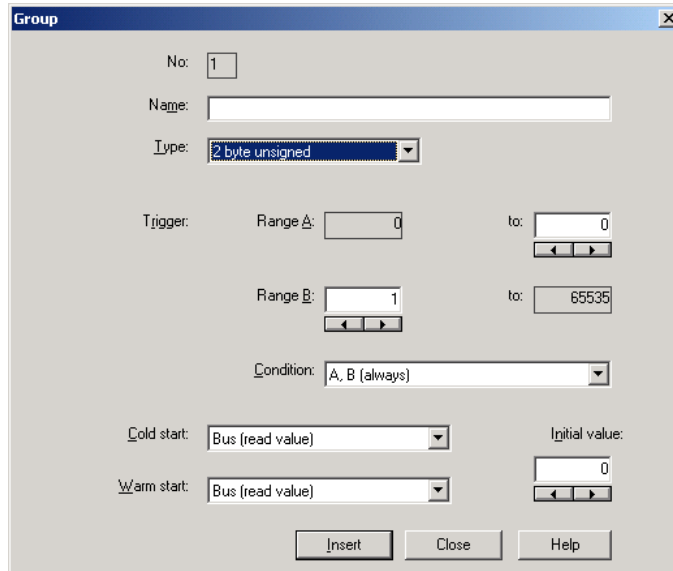 Group
No: 1
Name:
Type: 2 byte unsigned
Trigger: Range A: 0 to: 0
Range B: 1 to: 65535
Condition: A, B (always)
Cold start: Bus (read value) Initial value:
0
Warm start: Bus (read value)
Insert Close Help